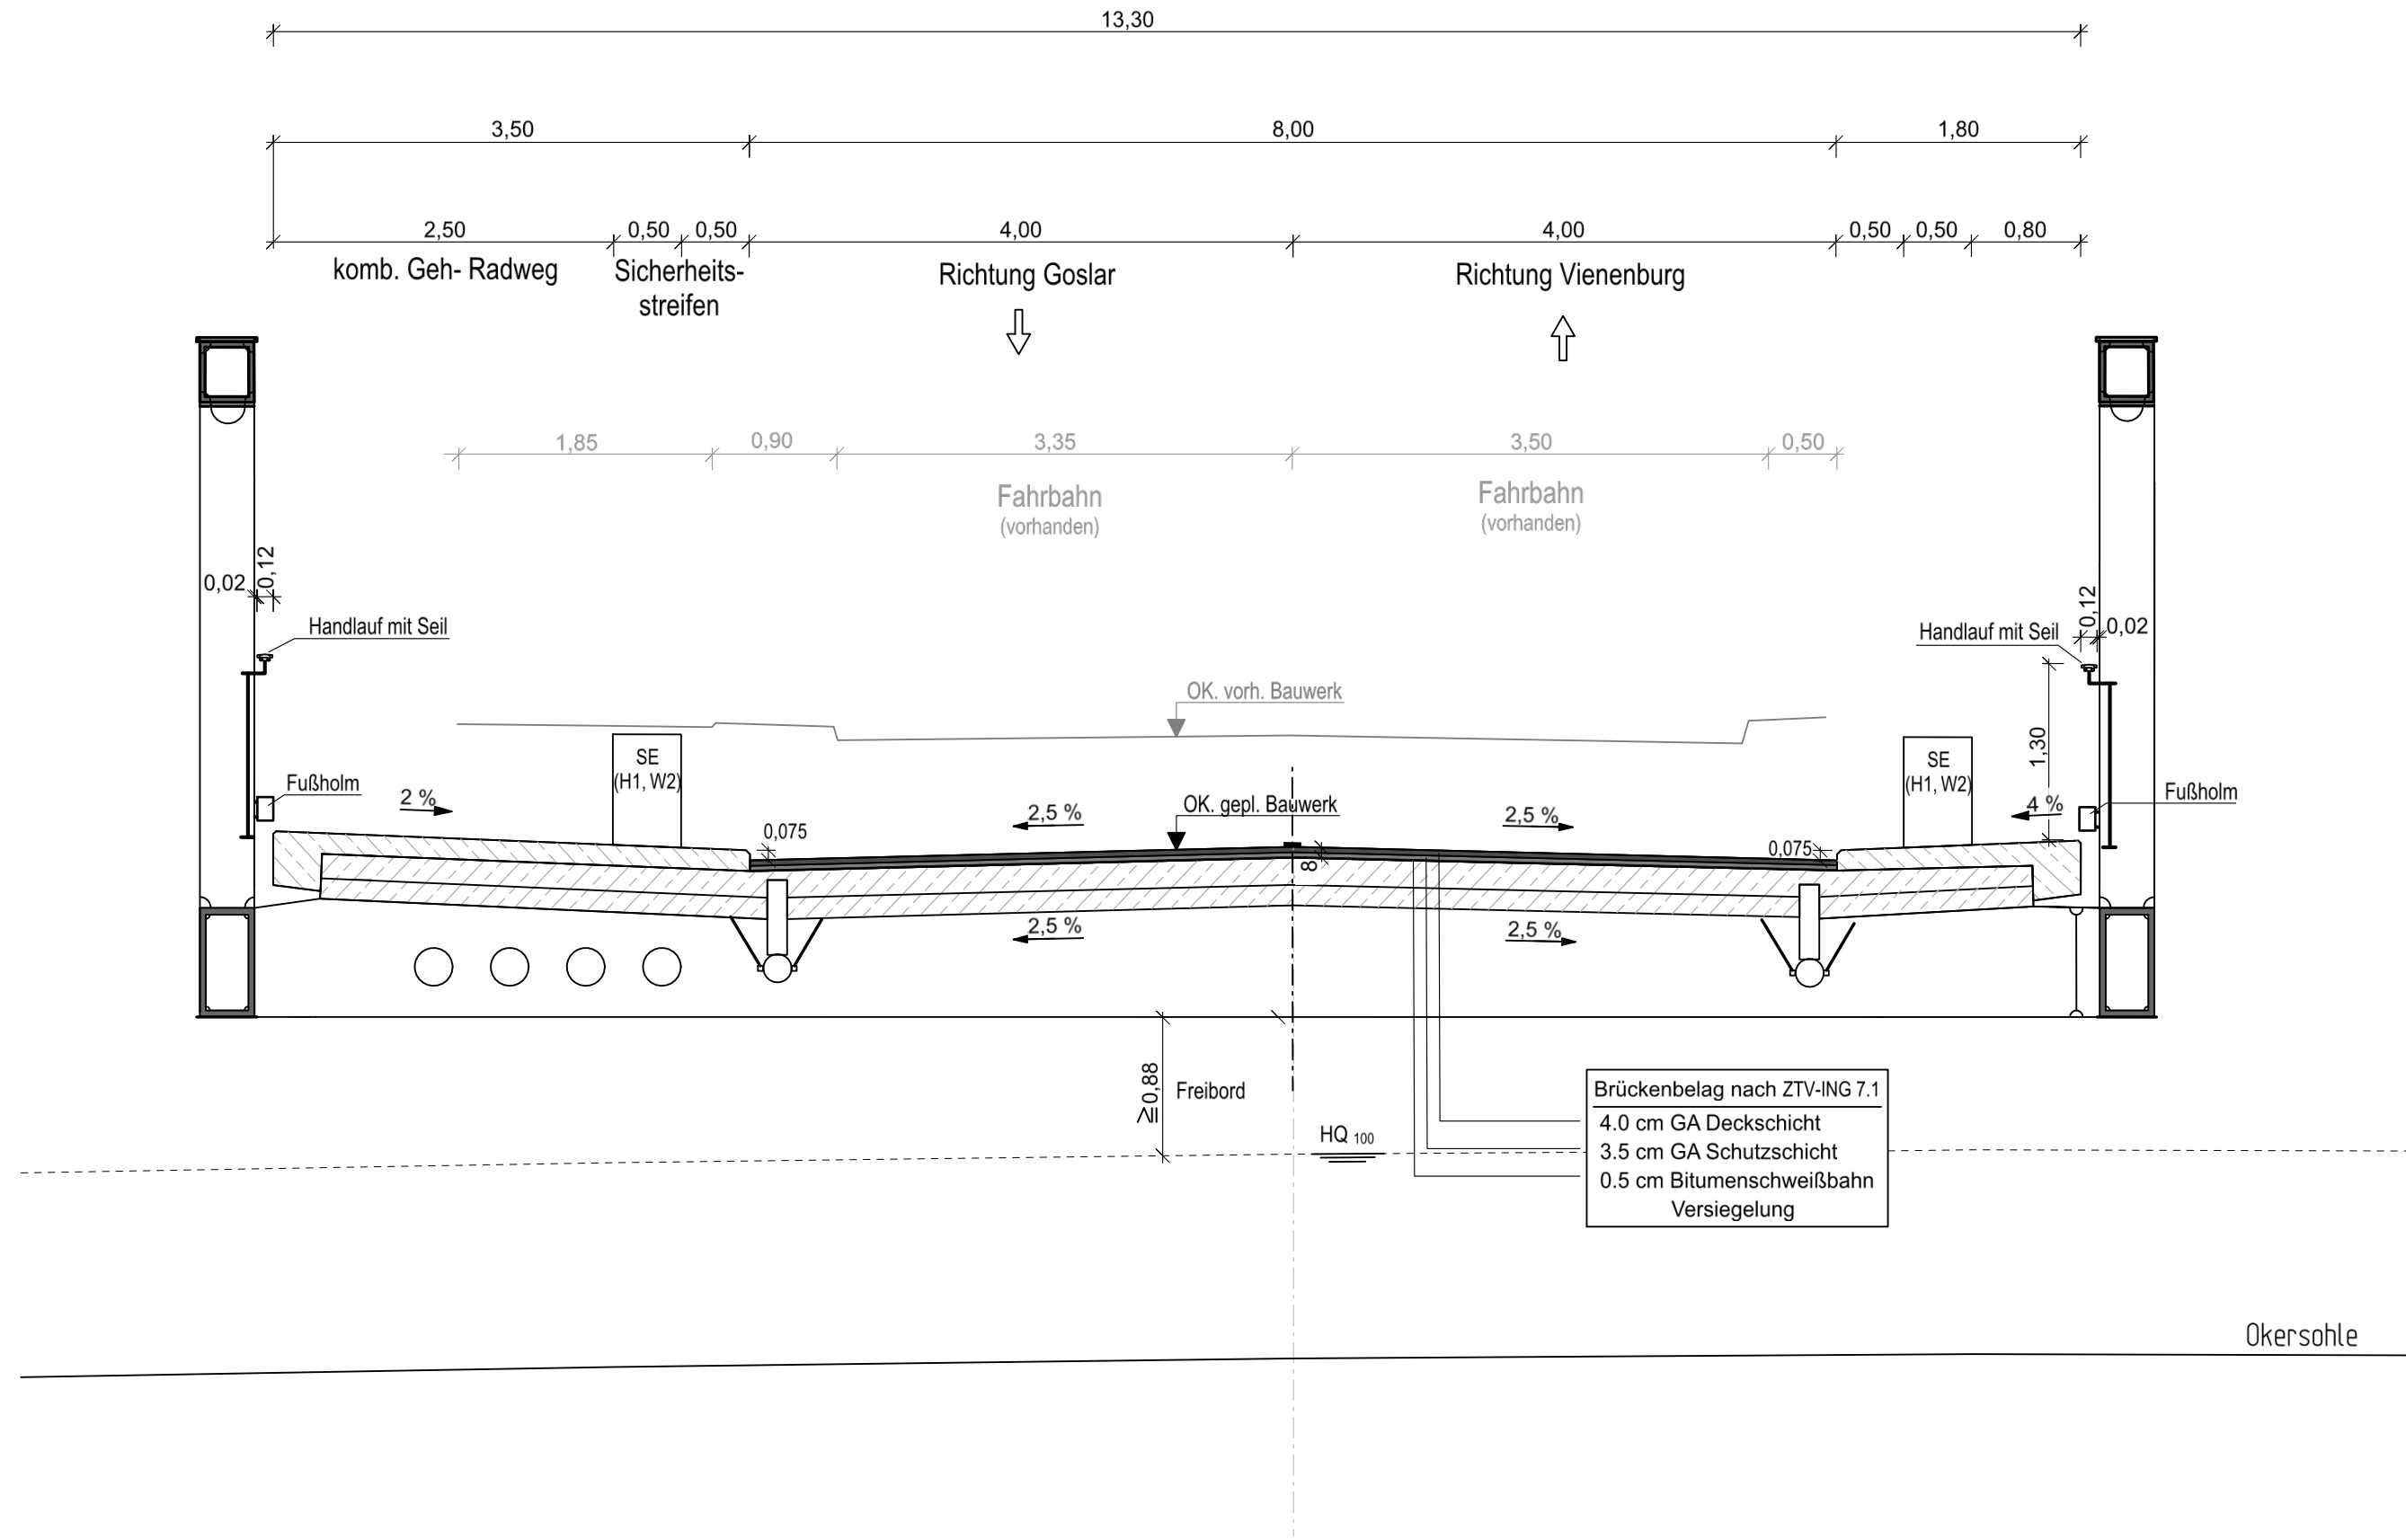 13,30
3,50
8,00
1,80
2,50
0,50
0,50
4,00
4,00
0,50
0,50
0,80
komb. Geh- Radweg
Sicherheits-
streifen
Richtung Goslar
Richtung Vienenburg
1,85
0,90
3,35
3,50
0,50
Fahrbahn
(vorhanden)
Fahrbahn
(vorhanden)
0,02
0,12
0,12
0,02
Handlauf mit Seil
Handlauf mit Seil
OK. vorh. Bauwerk
1,30
SE
(H1, W2)
SE
(H1, W2)
Fußholm
Fußholm
2 %
2,5 %
OK. gepl. Bauwerk
2,5 %
4 %
0,075
0,075
8
2,5 %
2,5 %
≥0,88
Freibord
HQ 100
Brückenbelag nach ZTV-ING 7.1
4.0 cm GA Deckschicht
3.5 cm GA Schutzschicht
0.5 cm Bitumenschweißbahn
Versiegelung
Okersohle